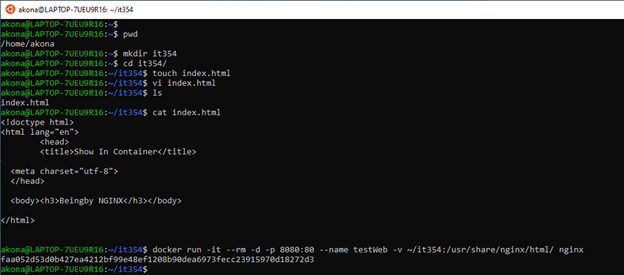 akona@LAPTOP-7UEU9R16: ~/it354
akona@LAPTOP-7UEU9R16:~$
akona@LAPTOP-7UEU9R16:~$ pwd
/home/akona
akona@LAPTOP-7UEU9R16:~$ mkdir it354
akona@LAPTOP-7UEU9R16:~$ cd it354/
akona@LAPTOP-7UEU9R16:~/it354$ touch index.html
akona@LAPTOP-7UEU9R16:~/it354$ vi index.html
akona@LAPTOP-7UEU9R16:~/it354$ ls
index.html
akona@LAPTOP-7UEU9R16:~/it354$ cat index.html
<!doctype html>
<html lang="en">
<head>
<title>Show In Container</title>
<meta charset="utf-8">
</head>
<body><h3>Beingby NGINX</h3></body>
</html>
akona@LAPTOP-7UEU9R16:~/it354$ docker run -it --rm -d -p 8080:80 --name testWeb -v ~/it354:/usr/share/nginx/html/ nginx
faa052d53d0b427ea4212bf99e48ef1208b90dea6973fecc23915970d18272d3
akona@LAPTOP-7UEU9R16:~/it354$